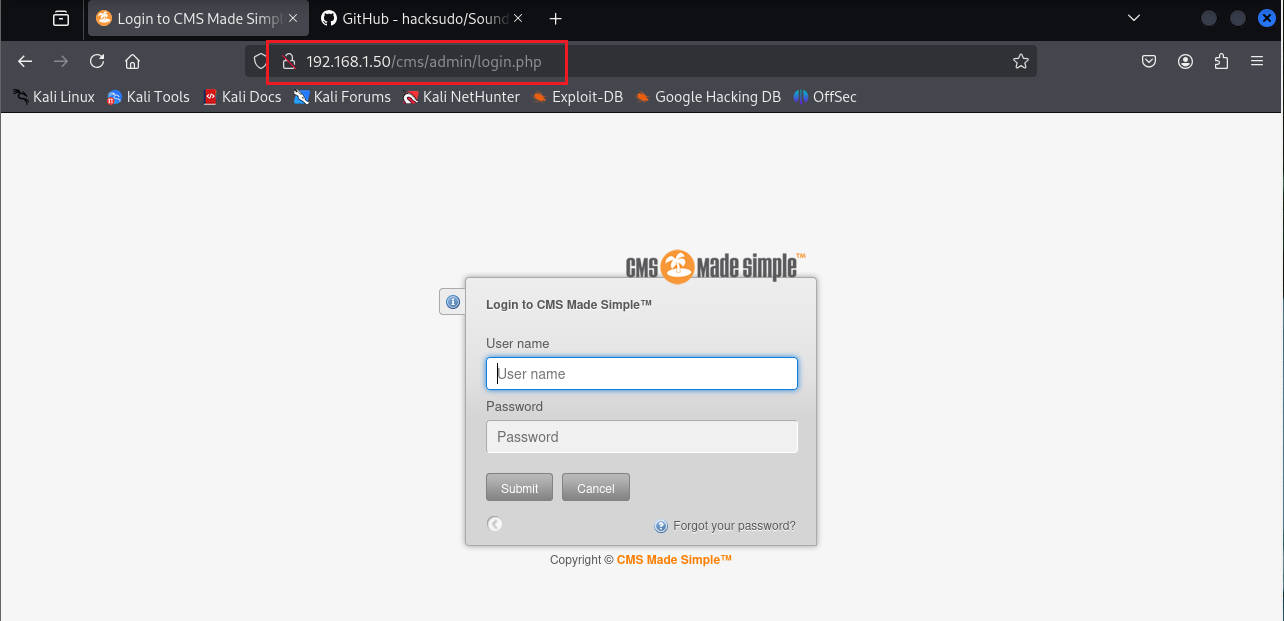 Login to CMS Made Simpl
GitHub - hacksudo/Sound
192.168.1.50/cms/admin/login.php
Kali Linux Kali Tools Kali Docs Kali Forums Kali NetHunter Exploit-DB Google Hacking DB OffSec
CMS Made Simple™
Login to CMS Made Simple™
User name
User name
Password
Password
Submit Cancel
Forgot your password?
Copyright © CMS Made Simple™